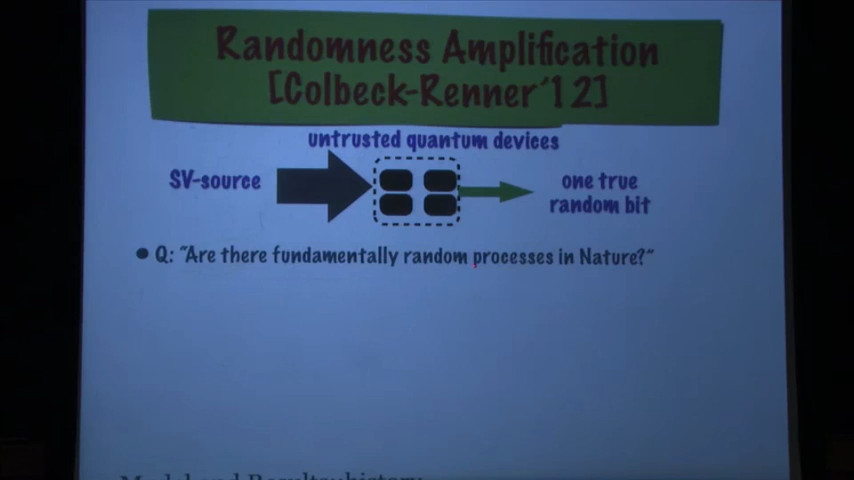 Randomness Amplification
[Colbeck-Renner'12]
untrusted quantum devices
SV-source
one true
random bit
Q: "Are there fundamentally random processes in Nature?"